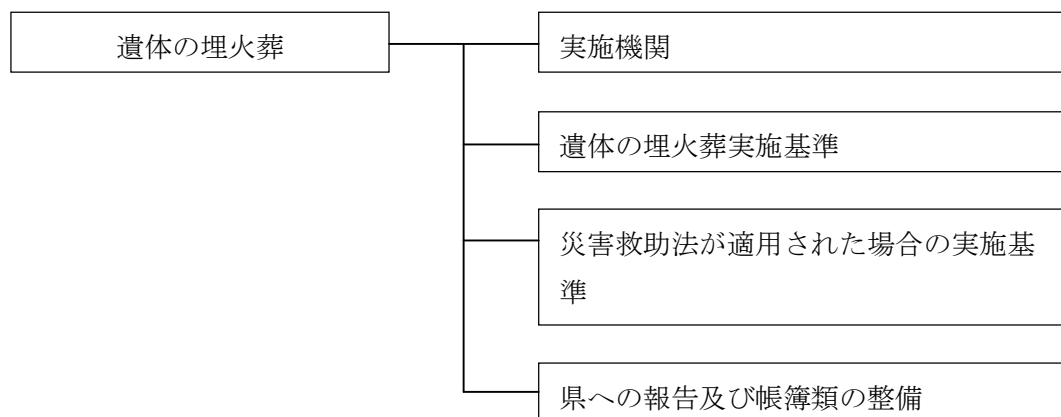 遺体の埋火葬
実施機関
遺体の埋火葬実施基準
災害救助法が適用された場合の実施基
準
県への報告及び帳簿類の整備